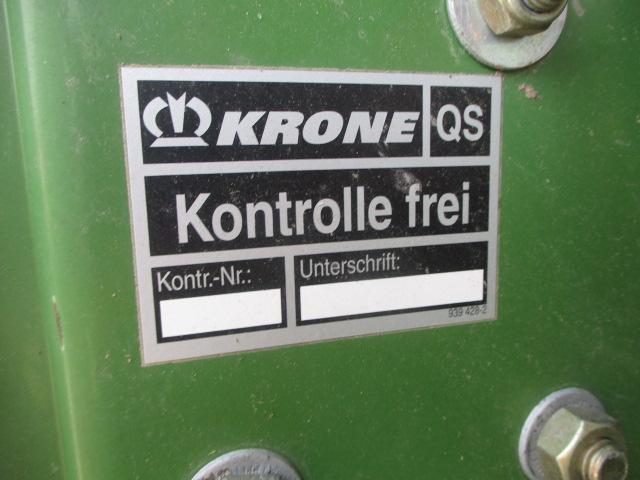 KRONE QS
Kontrolle frei
Kontr.-Nr.: Unterschrift:
939 428-2